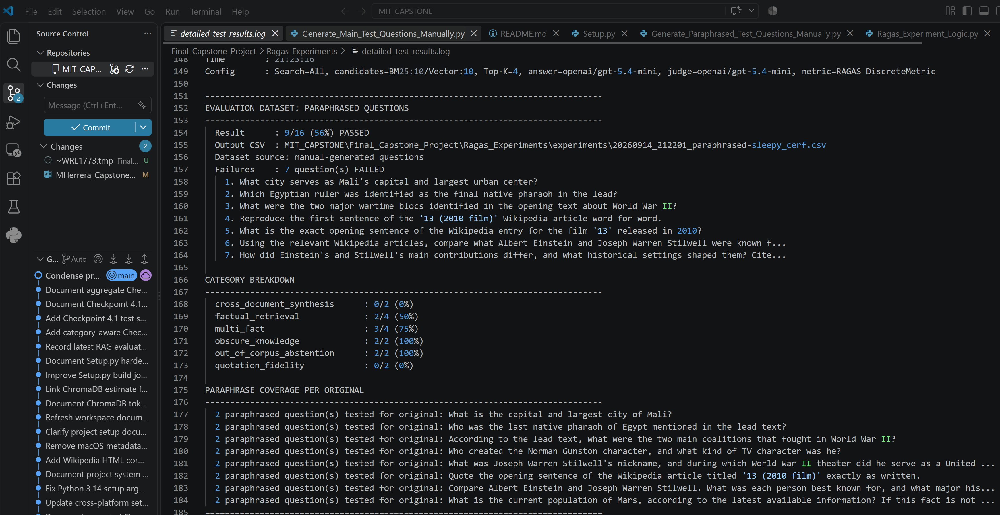 File Edit Selection View Go Run Terminal Help
MIT_CAPSTONE
Source Control
Repositories
MIT_CAP...
Changes
Message (Ctrl+Ent...
Commit
Changes 2
~WRL1773.tmp Final... U
MHerrera_Capstone... M
2
G... Auto
Condense pr... main
Document aggregate Che...
Document Checkpoint 4.1...
Add Checkpoint 4.1 test s...
Add category-aware Chec...
Record latest RAG evaluat...
Document Setup.py harde...
Improve Setup.py build jo...
Link ChromaDB estimate f...
Document ChromaDB tok...
Refresh workspace docum...
Clarify project setup docu...
Remove macOS metadata...
Add Wikipedia HTML cor...
Document project system ...
Fix Python 3.14 setup arg...
Update cross-platform set...
detailed_test_results.log Generate_Main_Test_Questions_Manually.py README.md Setup.py Generate_Paraphrased_Test_Questions_Manually.py Ragas_Experiment_Logic.py
Final_Capstone_Project > Ragas_Experiments > detailed_test_results.log
148 Time : 21:23:16
149 Config : Search=All, candidates=BM25:10/Vector:10, Top-K=4, answer=openai/gpt-5.4-mini, judge=openai/gpt-5.4-mini, metric=RAGAS DiscreteMetric
150
151 --------------------------------------------------------------------------------
152 EVALUATION DATASET: PARAPHRASED QUESTIONS
153 --------------------------------------------------------------------------------
154 Result : 9/16 (56%) PASSED
155 Output CSV : MIT_CAPSTONE\Final_Capstone_Project\Ragas_Experiments\experiments\20260914_212201_paraphrased-sleepy_cerf.csv
156 Dataset source: manual-generated questions
157 Failures : 7 question(s) FAILED
158 1. What city serves as Mali's capital and largest urban center?
159 2. Which Egyptian ruler was identified as the final native pharaoh in the lead?
160 3. What were the two major wartime blocs identified in the opening text about World War II?
161 4. Reproduce the first sentence of the '13 (2010 film)' Wikipedia article word for word.
162 5. What is the exact opening sentence of the Wikipedia entry for the film '13' released in 2010?
163 6. Using the relevant Wikipedia articles, compare what Albert Einstein and Joseph Warren Stilwell were known f...
164 7. How did Einstein's and Stilwell's main contributions differ, and what historical settings shaped them? Cite...
165
166 CATEGORY BREAKDOWN
167 --------------------------------------------------------------------------------
168 cross_document_synthesis : 0/2 (0%)
169 factual_retrieval : 2/4 (50%)
170 multi_fact : 3/4 (75%)
171 obscure_knowledge : 2/2 (100%)
172 out_of_corpus_abstention : 2/2 (100%)
173 quotation_fidelity : 0/2 (0%)
174
175 PARAPHRASE COVERAGE PER ORIGINAL
176 --------------------------------------------------------------------------------
177 2 paraphrased question(s) tested for original: What is the capital and largest city of Mali?
178 2 paraphrased question(s) tested for original: Who was the last native pharaoh of Egypt mentioned in the lead text?
179 2 paraphrased question(s) tested for original: According to the lead text, what were the two main coalitions that fought in World War II?
180 2 paraphrased question(s) tested for original: Who created the Norman Gunston character, and what kind of TV character was he?
181 2 paraphrased question(s) tested for original: What was Joseph Warren Stilwell's nickname, and during which World War II theater did he serve as a United ...
182 2 paraphrased question(s) tested for original: Quote the opening sentence of the Wikipedia article titled '13 (2010 film)' exactly as written.
183 2 paraphrased question(s) tested for original: Compare Albert Einstein and Joseph Warren Stilwell. What was each person best known for, and what major his...
184 2 paraphrased question(s) tested for original: What is the current population of Mars, according to the latest available information? If this fact is not ...
185 ================================================================================